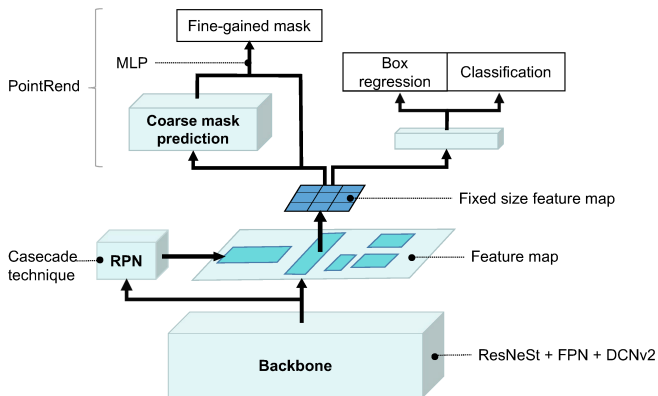 Fine-gained mask
MLP
PointRend
Box
regression
Classification
Coarse mask
prediction
Fixed size feature map
Casecade
technique
RPN
Feature map
Backbone
ResNeSt + FPN + DCNv2